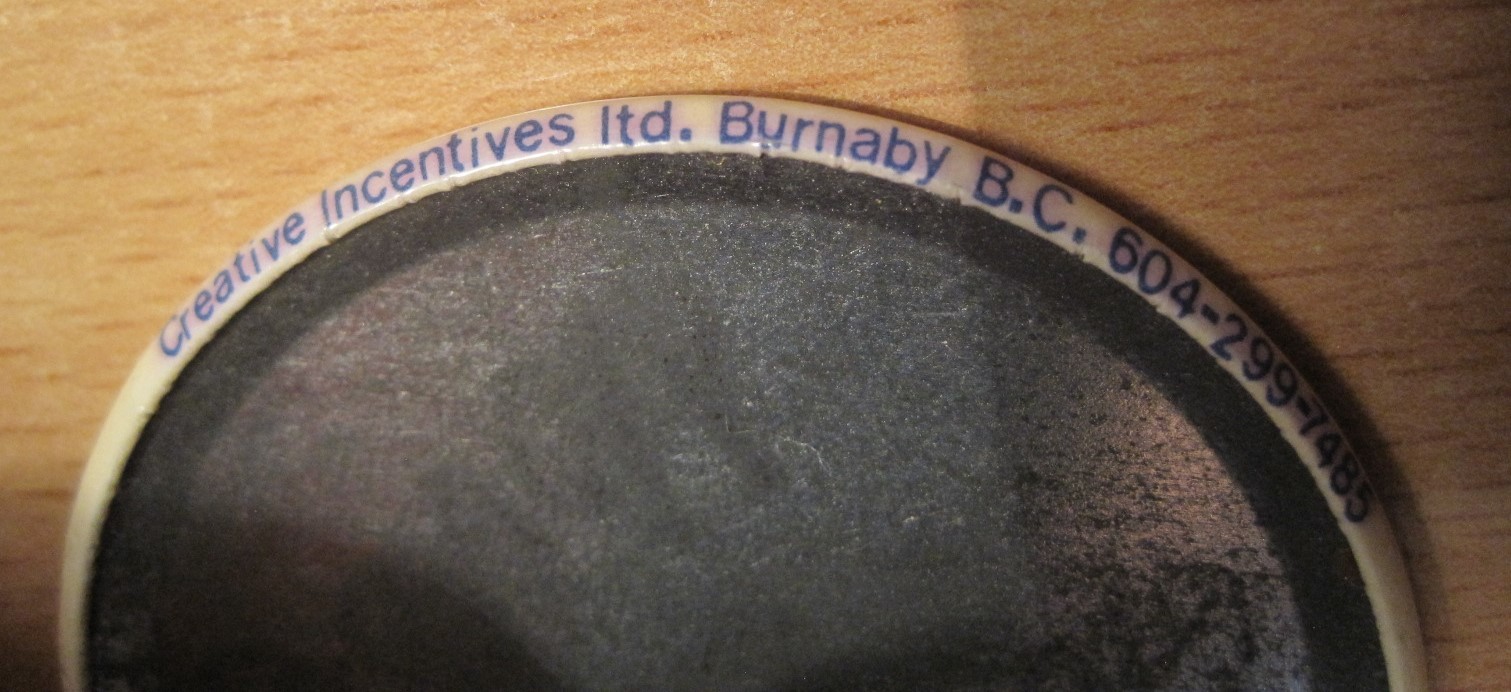 Creative Incentives ltd. Burnaby B.C. 604-299-7485